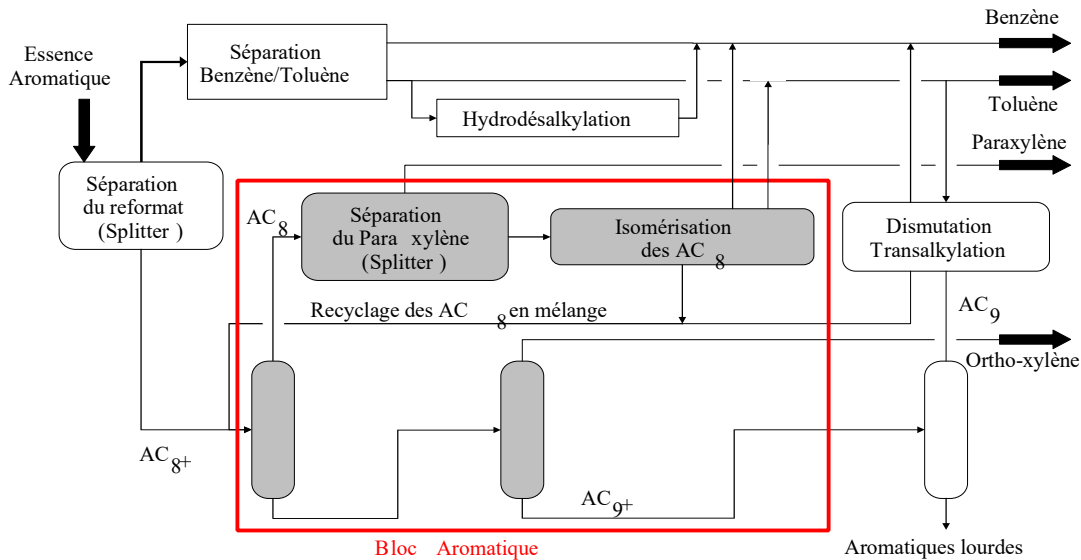 Benzène
Essence
Aromatique
Séparation
Benzène/Toluène
Toluène
Hydrodésalkylation
Paraxylène
Séparation
du reformat
(Splitter )
AC8
Séparation
du Para xylène
(Splitter )
Isomérisation
des AC 8
Dismutation
Transalkylation
Recyclage des AC 8 en mélange
AC9
Ortho-xylène
AC8+
AC9+
Bloc Aromatique
Aromatiques lourdes